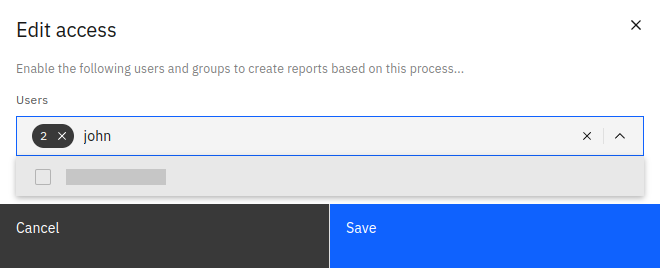 Edit access
Enable the following users and groups to create reports based on this process...
Users
2 john
Cancel Save